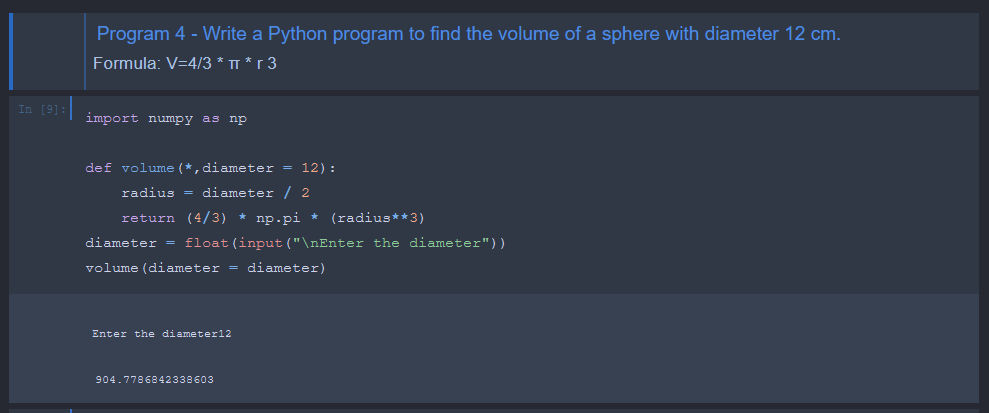 Program 4 - Write a Python program to find the volume of a sphere with diameter 12 cm.
Formula: V=4/3 * π * r 3
In [9]:
import numpy as np
def volume(*,diameter = 12):
    radius = diameter / 2
    return (4/3) * np.pi * (radius**3)
diameter = float(input("\nEnter the diameter"))
volume(diameter = diameter)
Enter the diameter12
904.7786842338603